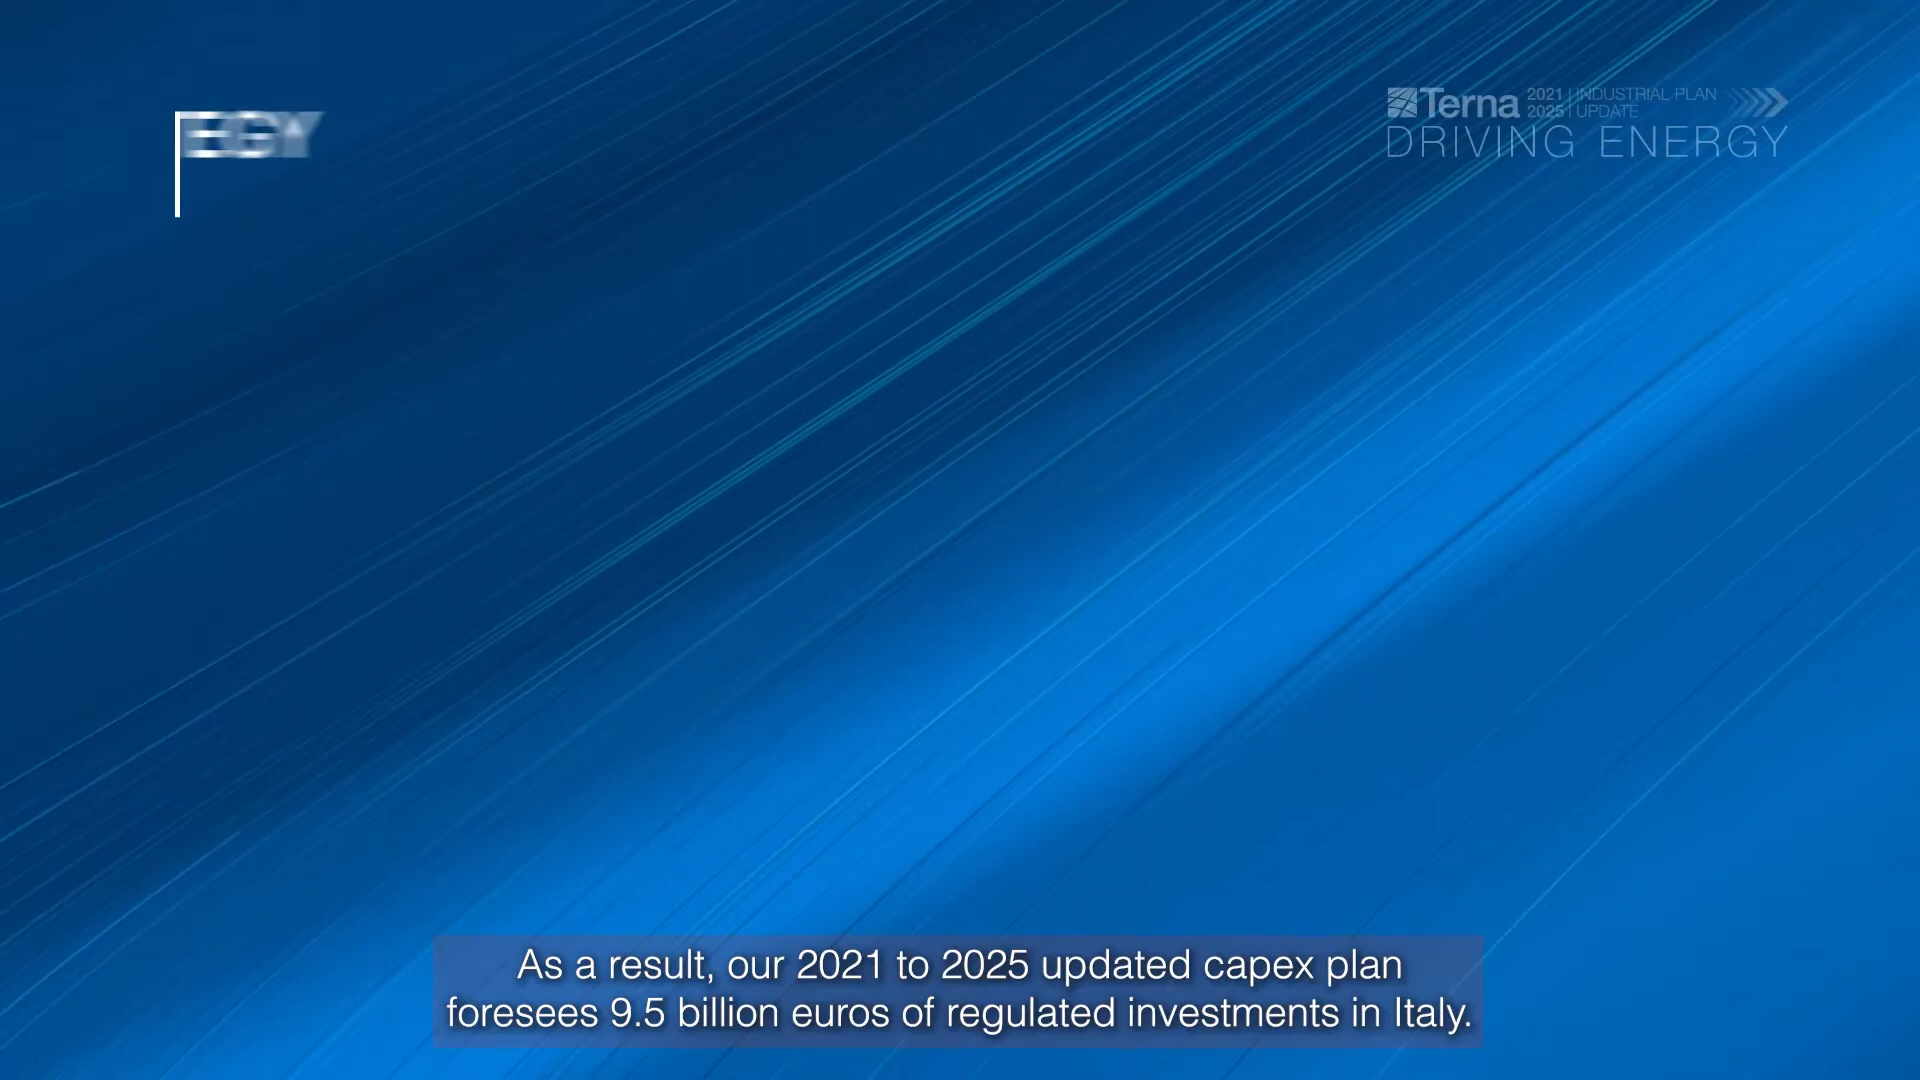 Terna
2021 | INDUSTRIAL PLAN
2025 | UPDATE
DRIVING ENERGY
As a result, our 2021 to 2025 updated capex plan
foresees 9.5 billion euros of regulated investments in Italy.